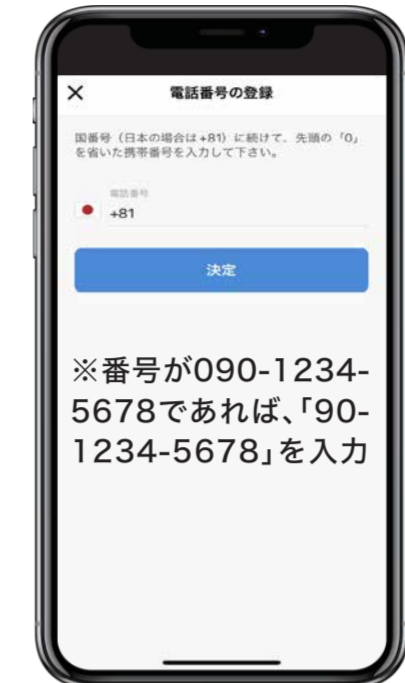 電話番号の登録
国番号（日本の場合は+81）に続けて、先頭の「0」
を省いた携帯番号を入力して下さい。
電話番号
+81
決定
※番号が090-1234-
5678であれば、「90-
1234-5678」を入力